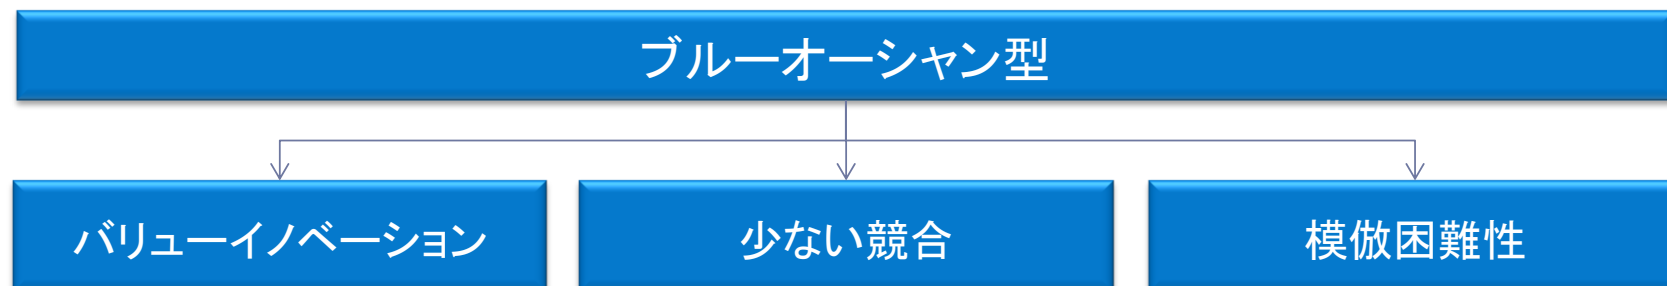 ブルーオーシャン型
バリューイノベーション
少ない競合
模倣困難性